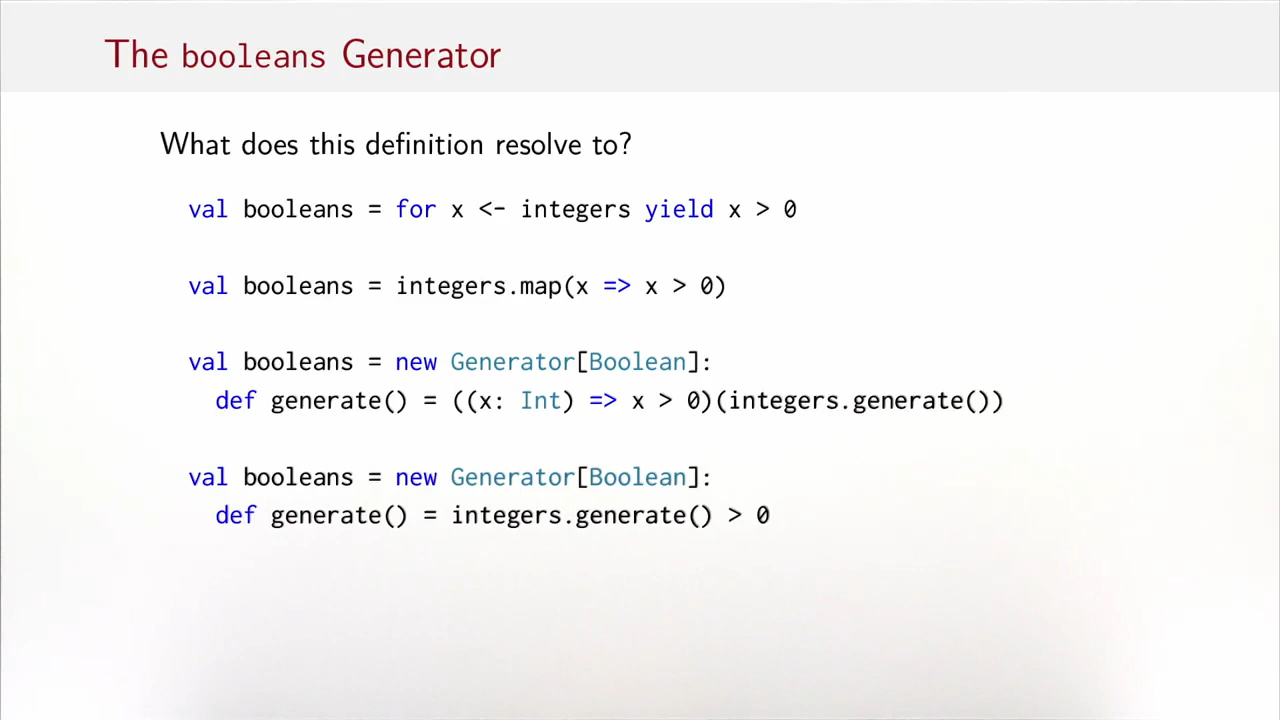 The booleans Generator
What does this definition resolve to?
val booleans = for x <- integers yield x > 0
val booleans = integers.map(x => x > 0)
val booleans = new Generator[Boolean]:
def generate() = ((x: Int) => x > 0)(integers.generate())
val booleans = new Generator[Boolean]:
def generate() = integers.generate() > 0